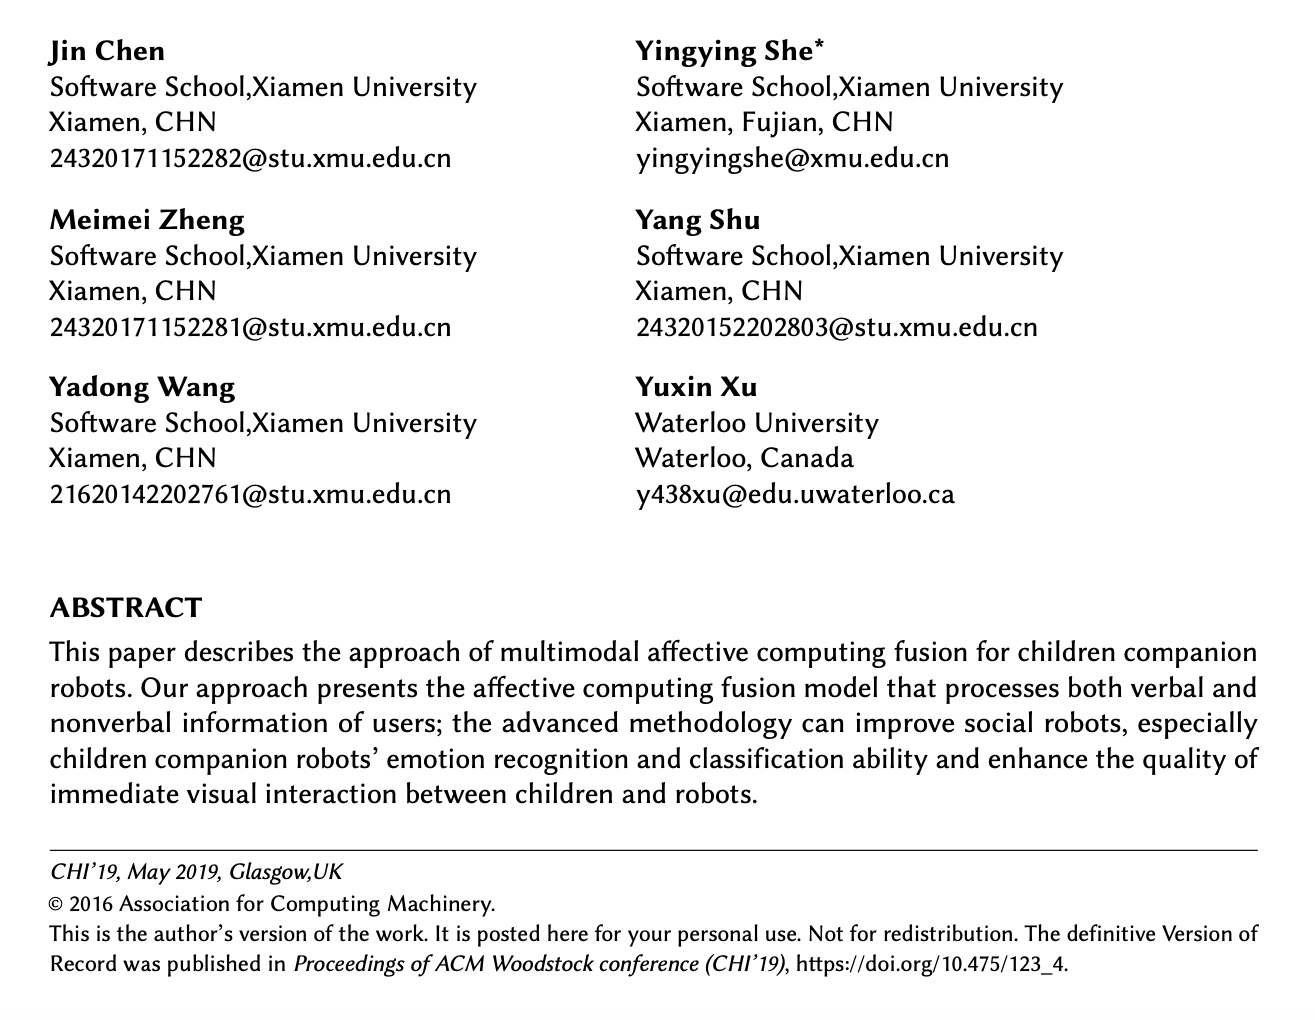 Jin Chen
Software School,Xiamen University
Xiamen, CHN
24320171152282@stu.xmu.edu.cn
Yingying She*
Software School,Xiamen University
Xiamen, Fujian, CHN
yingyingshe@xmu.edu.cn
Meimei Zheng
Software School,Xiamen University
Xiamen, CHN
24320171152281@stu.xmu.edu.cn
Yang Shu
Software School,Xiamen University
Xiamen, CHN
24320152202803@stu.xmu.edu.cn
Yadong Wang
Software School,Xiamen University
Xiamen, CHN
21620142202761@stu.xmu.edu.cn
Yuxin Xu
Waterloo University
Waterloo, Canada
y438xu@edu.uwaterloo.ca
ABSTRACT
This paper describes the approach of multimodal affective computing fusion for children companion
robots. Our approach presents the affective computing fusion model that processes both verbal and
nonverbal information of users; the advanced methodology can improve social robots, especially
children companion robots’ emotion recognition and classification ability and enhance the quality of
immediate visual interaction between children and robots.
CHI’19, May 2019, Glasgow,UK
© 2016 Association for Computing Machinery.
This is the author’s version of the work. It is posted here for your personal use. Not for redistribution. The definitive Version of
Record was published in Proceedings of ACM Woodstock conference (CHI’19), https://doi.org/10.475/123_4.